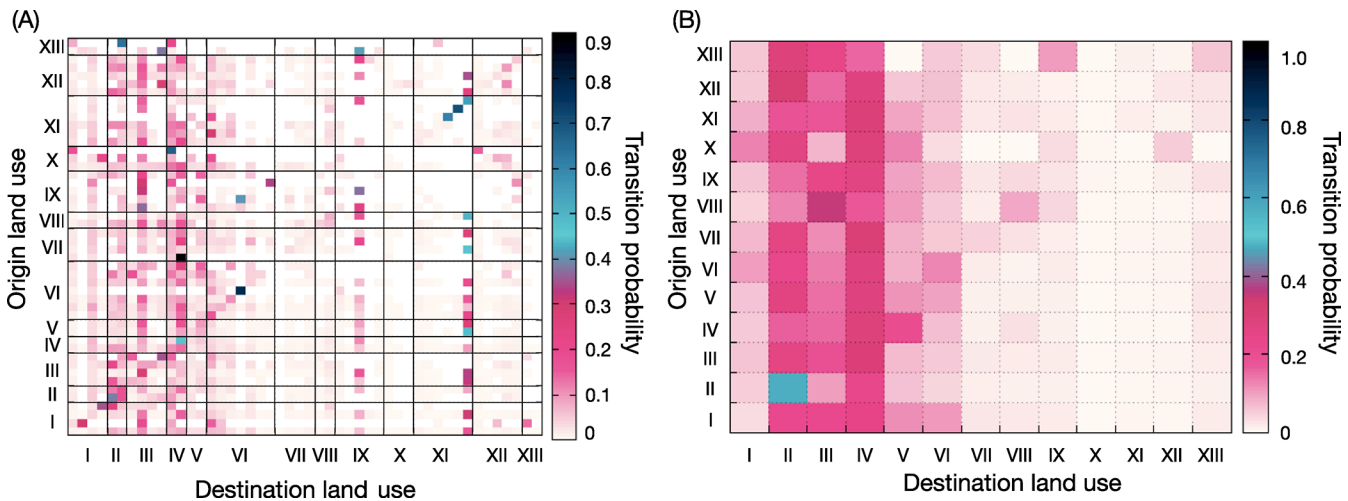 (A)
XIII
XII
XI
X
IX
VIII
VII
VI
V
IV
III
II
I
Origin land use
I II III IV V VI VII VIII IX X XI XII XIII
Destination land use
0.9
0.8
0.7
0.6
0.5
0.4
0.3
0.2
0.1
0
Transition probability
(B)
XIII
XII
XI
X
IX
VIII
VII
VI
V
IV
III
II
I
Origin land use
I II III IV V VI VII VIII IX X XI XII XIII
Destination land use
1.0
0.8
0.6
0.4
0.2
0
Transition probability